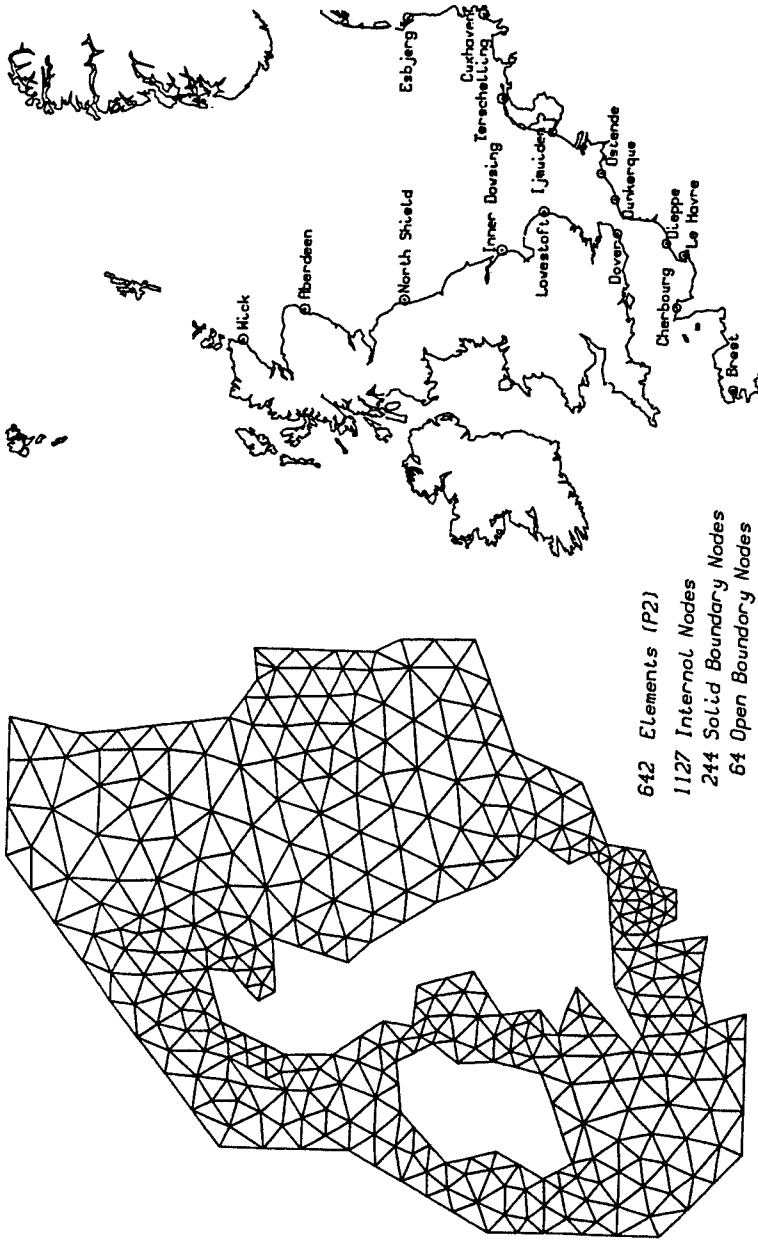 Esbjerg
Cuxhaven
Terschelling
Wick
Aberdeen
North Shield
Inner Dowsing
Ijmuiden
Lowestoft
Ostende
Dunkerque
Dover
Dieppe
Le Havre
Cherbourg
Brest
642 Elements (P2)
1127 Internal Nodes
244 Solid Boundary Nodes
64 Open Boundary Nodes